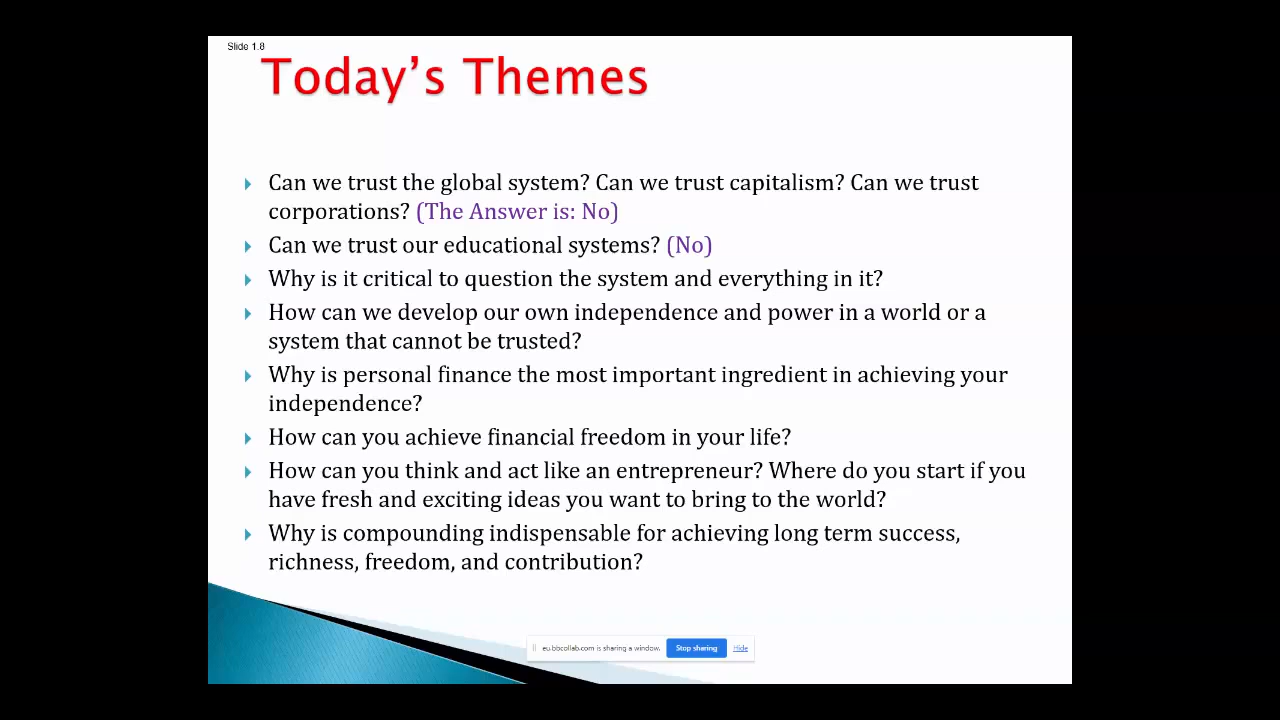 Slide 1.8
Today’s Themes
Can we trust the global system? Can we trust capitalism? Can we trust
corporations? (The Answer is: No)
Can we trust our educational systems? (No)
Why is it critical to question the system and everything in it?
How can we develop our own independence and power in a world or a
system that cannot be trusted?
Why is personal finance the most important ingredient in achieving your
independence?
How can you achieve financial freedom in your life?
How can you think and act like an entrepreneur? Where do you start if you
have fresh and exciting ideas you want to bring to the world?
Why is compounding indispensable for achieving long term success,
richness, freedom, and contribution?
eu.bbcollab.com is sharing a window. Stop sharing Hide